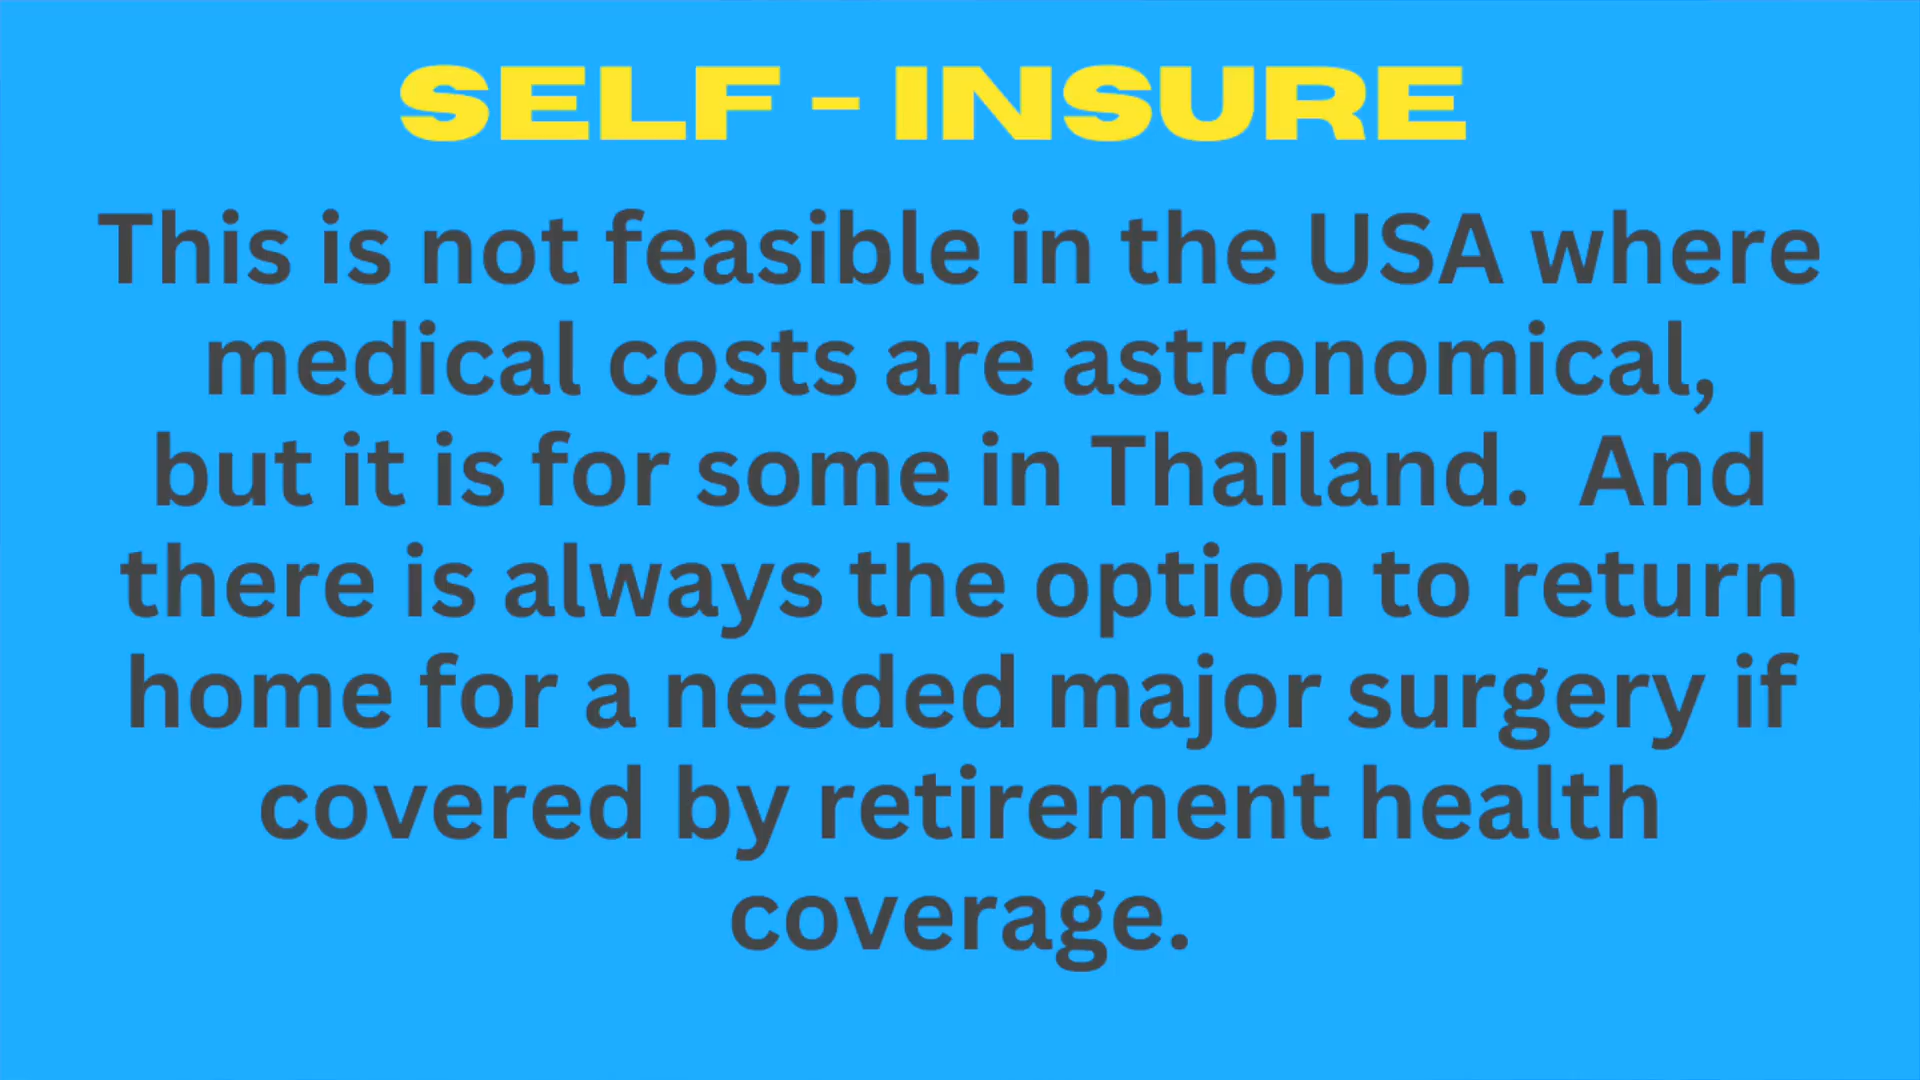 SELF - INSURE
This is not feasible in the USA where
medical costs are astronomical,
but it is for some in Thailand.  And
there is always the option to return
home for a needed major surgery if
covered by retirement health
coverage.